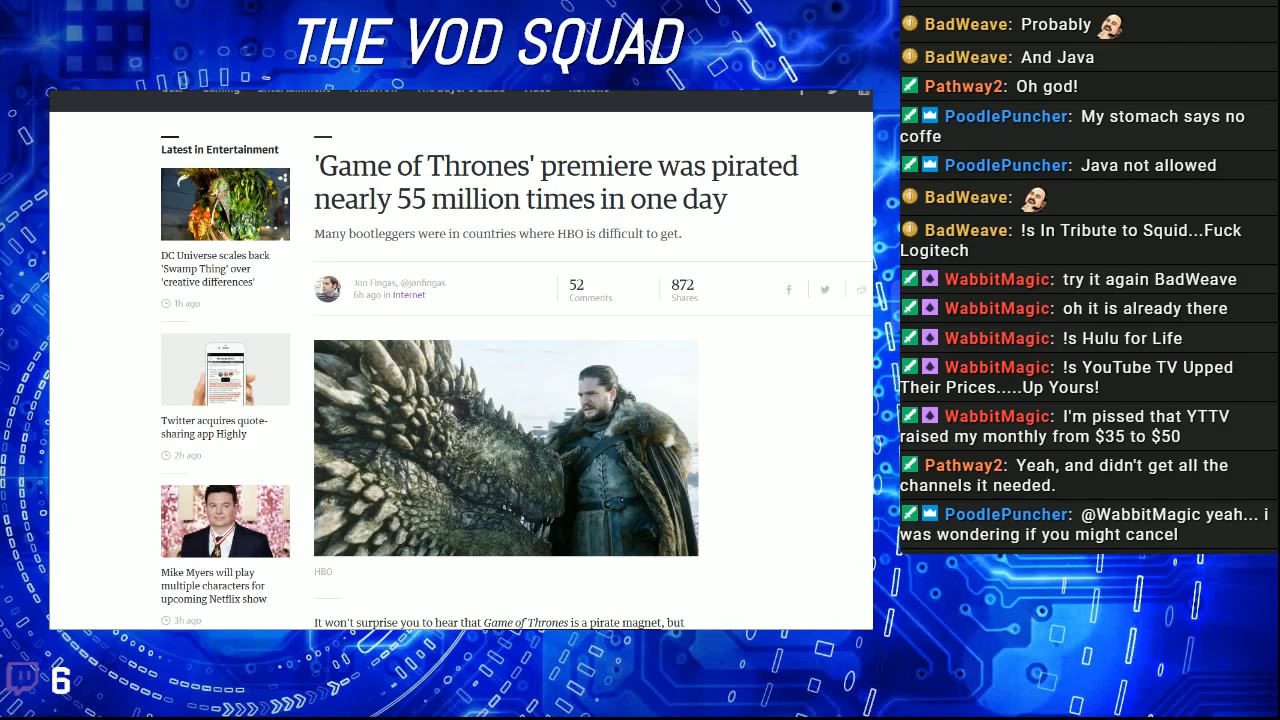 THE VOD SQUAD
Latest in Entertainment
DC Universe scales back
'Swamp Thing' over
'creative differences'
1h ago
Twitter acquires quote-
sharing app Highly
2h ago
Mike Myers will play
multiple characters for
upcoming Netflix show
3h ago
'Game of Thrones' premiere was pirated
nearly 55 million times in one day
Many bootleggers were in countries where HBO is difficult to get.
Jon Fingas, @jonfingas
6h ago in Internet
52
Comments
872
Shares
HBO
It won't surprise you to hear that Game of Thrones is a pirate magnet, but
6
BadWeave: Probably
BadWeave: And Java
Pathway2: Oh god!
PoodlePuncher: My stomach says no
coffe
PoodlePuncher: Java not allowed
BadWeave:
BadWeave: !s In Tribute to Squid...Fuck
Logitech
WabbitMagic: try it again BadWeave
WabbitMagic: oh it is already there
WabbitMagic: !s Hulu for Life
WabbitMagic: !s YouTube TV Upped
Their Prices.....Up Yours!
WabbitMagic: I'm pissed that YTTV
raised my monthly from $35 to $50
Pathway2: Yeah, and didn't get all the
channels it needed.
PoodlePuncher: @WabbitMagic yeah... i
was wondering if you might cancel